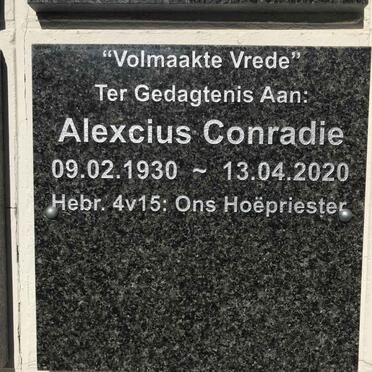 “Volmaakte Vrede”
Ter Gedagtenis Aan:
Alexcius Conradie
09.02.1930 ~ 13.04.2020
Hebr. 4v15: Ons Hoëpriester